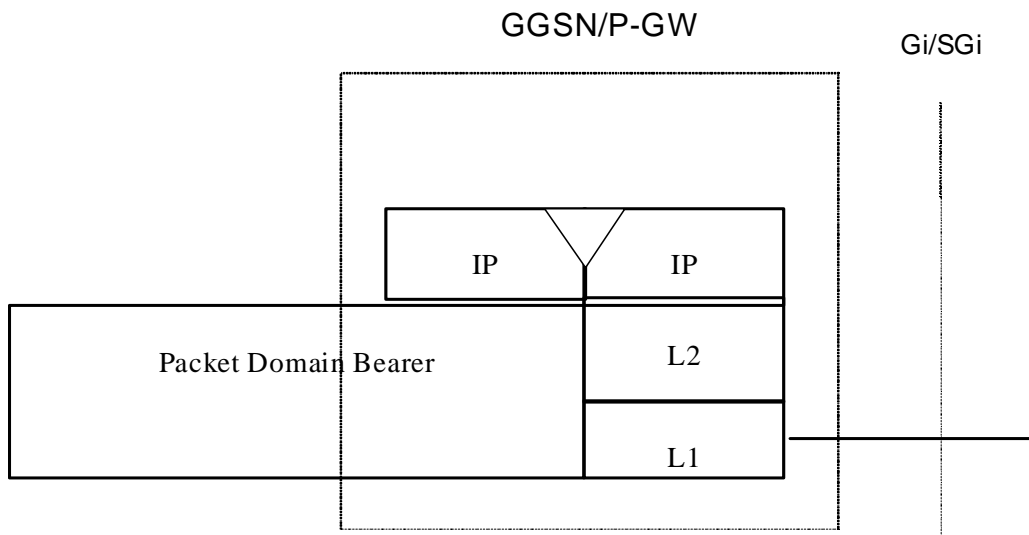 GGSN/P-GW
Gi/SGi
IP
IP
Packet Domain Bearer
L2
L1